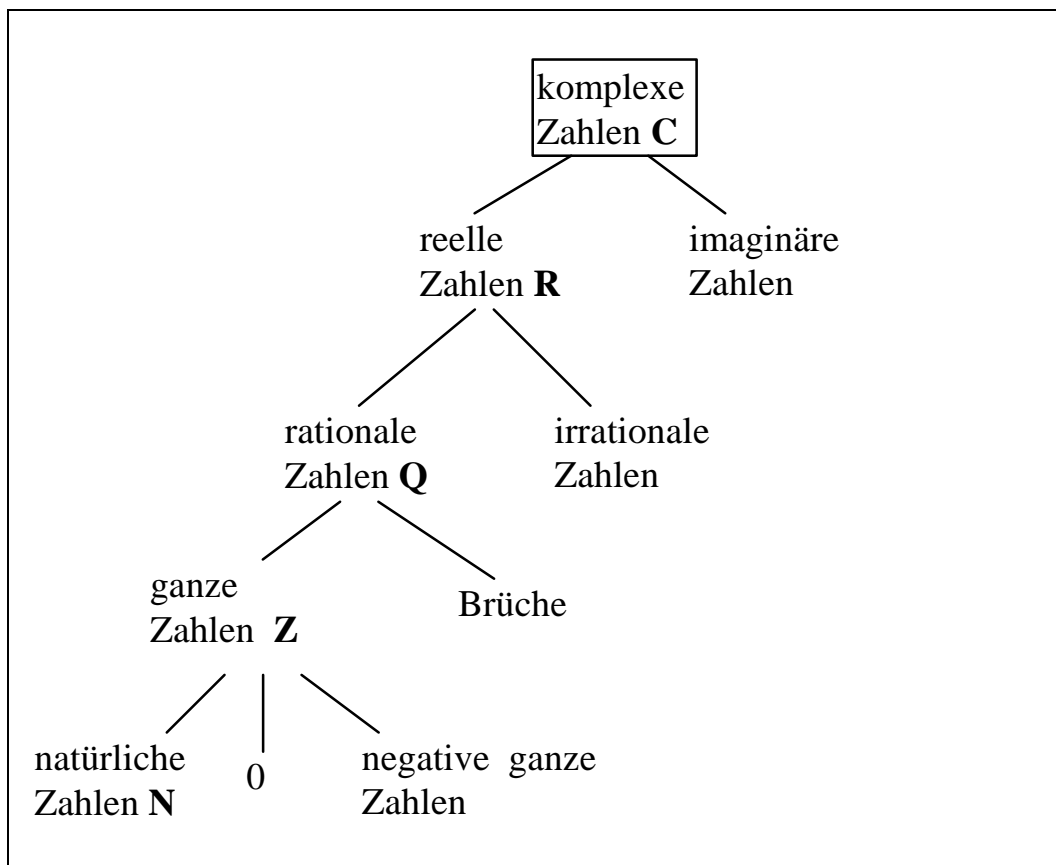 komplexe
Zahlen C
reelle
Zahlen R
imaginäre
Zahlen
rationale
Zahlen Q
irrationale
Zahlen
ganze
Zahlen Z
Brüche
natürliche
Zahlen N
0
negative ganze
Zahlen